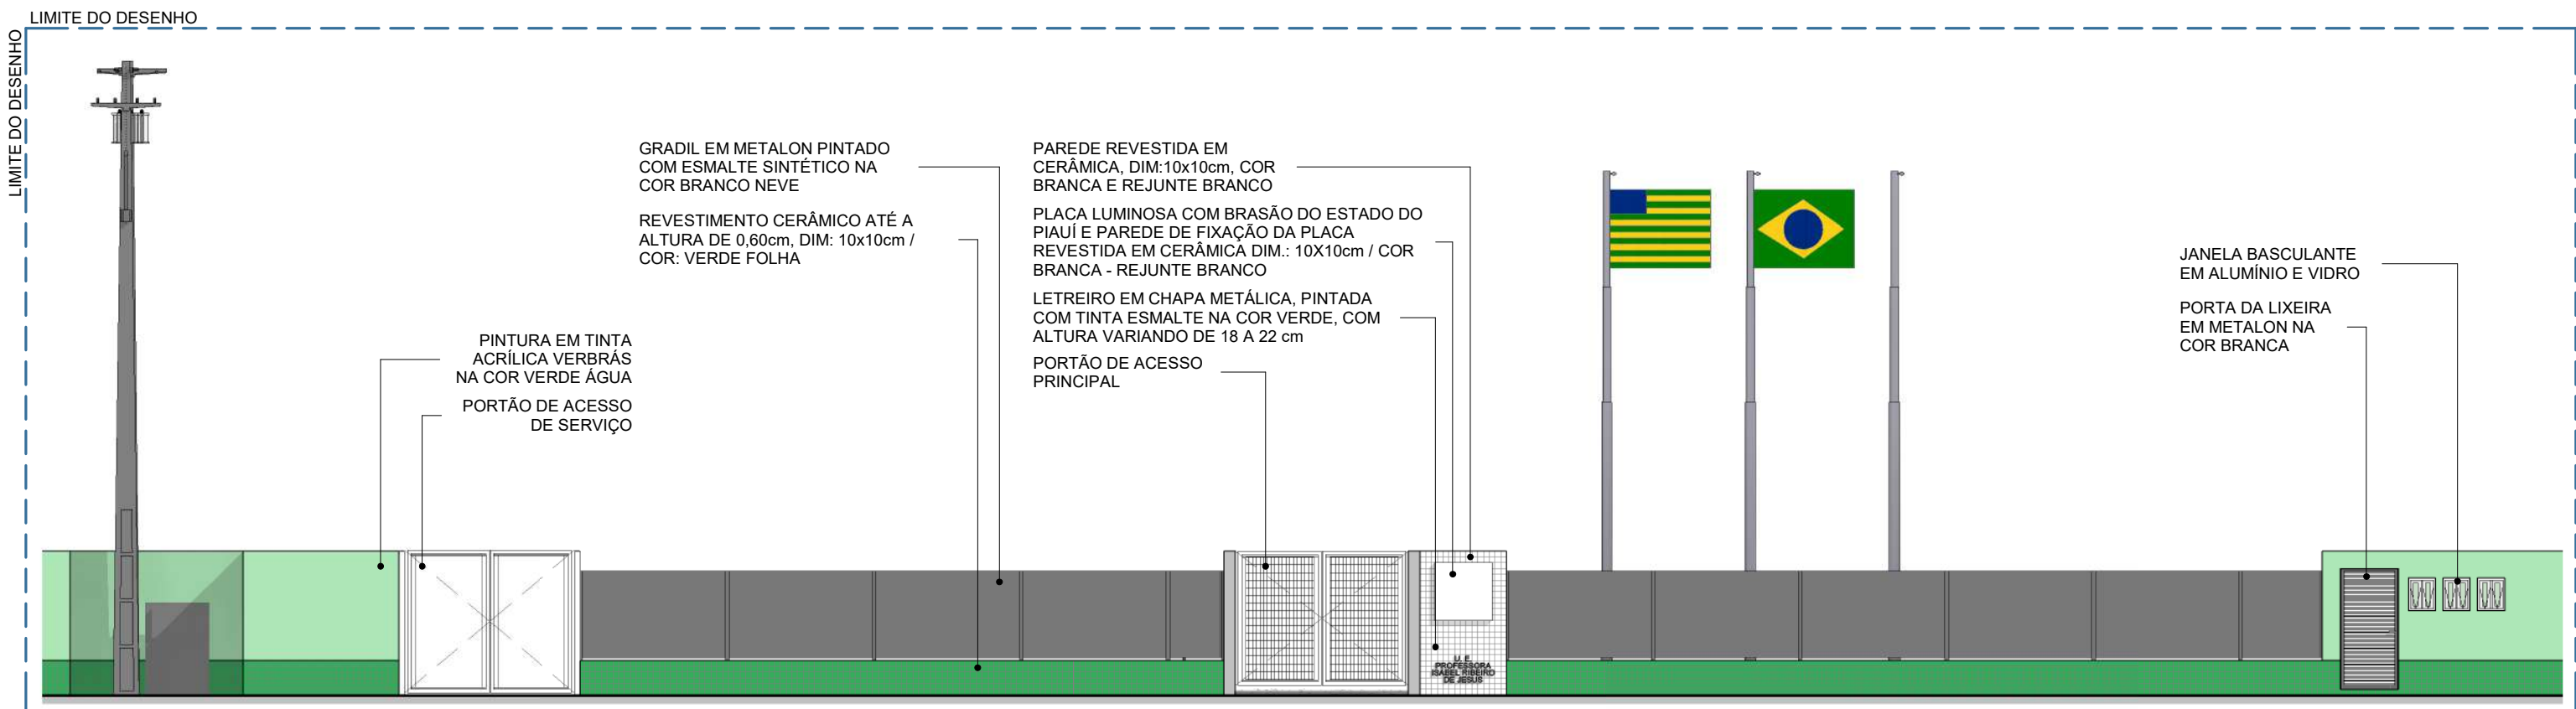 LIMITE DO DESENHO
LIMITE DO DESENHO
GRADIL EM METALON PINTADO
COM ESMALTE SINTÉTICO NA
COR BRANCO NEVE
REVESTIMENTO CERÂMICO ATÉ A
ALTURA DE 0,60cm, DIM: 10x10cm /
COR: VERDE FOLHA
PINTURA EM TINTA
ACRÍLICA VERBRÁS
NA COR VERDE ÁGUA
PORTÃO DE ACESSO
DE SERVIÇO
PAREDE REVESTIDA EM
CERÂMICA, DIM:10x10cm, COR
BRANCA E REJUNTE BRANCO
PLACA LUMINOSA COM BRASÃO DO ESTADO DO
PIAUÍ E PAREDE DE FIXAÇÃO DA PLACA
REVESTIDA EM CERÂMICA DIM.: 10X10cm / COR
BRANCA - REJUNTE BRANCO
LETREIRO EM CHAPA METÁLICA, PINTADA
COM TINTA ESMALTE NA COR VERDE, COM
ALTURA VARIANDO DE 18 A 22 cm
PORTÃO DE ACESSO
PRINCIPAL
JANELA BASCULANTE
EM ALUMÍNIO E VIDRO
PORTA DA LIXEIRA
EM METALON NA
COR BRANCA
U. E.
PROFESSORA
ISABEL RIBEIRO
DE JESUS